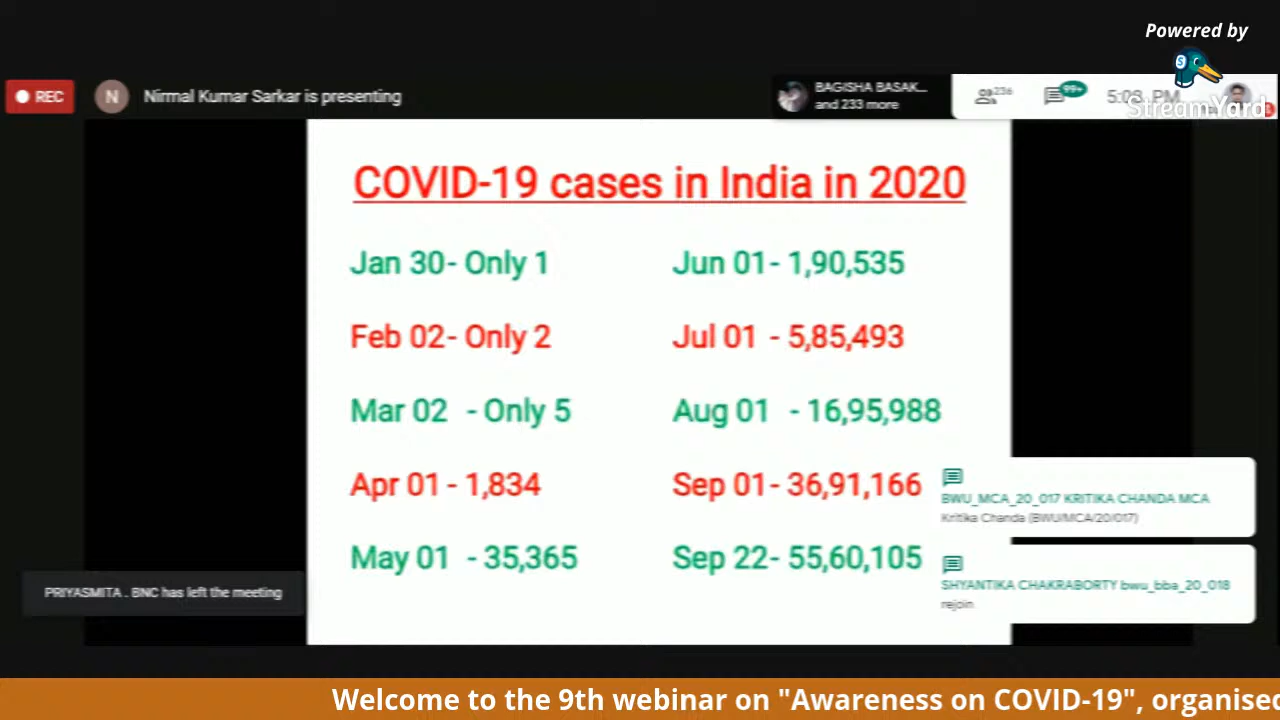 Powered by
StreamYard
REC
N
Nirmal Kumar Sarkar is presenting
BAGISHA BASAK...
and 233 more
236
99+
COVID-19 cases in India in 2020
Jan 30- Only 1
Feb 02- Only 2
Mar 02 - Only 5
Apr 01 - 1,834
May 01 - 35,365
Jun 01- 1,90,535
Jul 01 - 5,85,493
Aug 01 - 16,95,988
Sep 01- 36,91,166
Sep 22- 55,60,105
BWU_MCA_20_017 KRITIKA CHANDA MCA
Kritika Chanda (BWU/MCA/20/017)
SHYANTIKA CHAKRABORTY bwu_bba_20_018
rejoin
PRIYASMITA . BNC has left the meeting
Welcome to the 9th webinar on "Awareness on COVID-19", organised